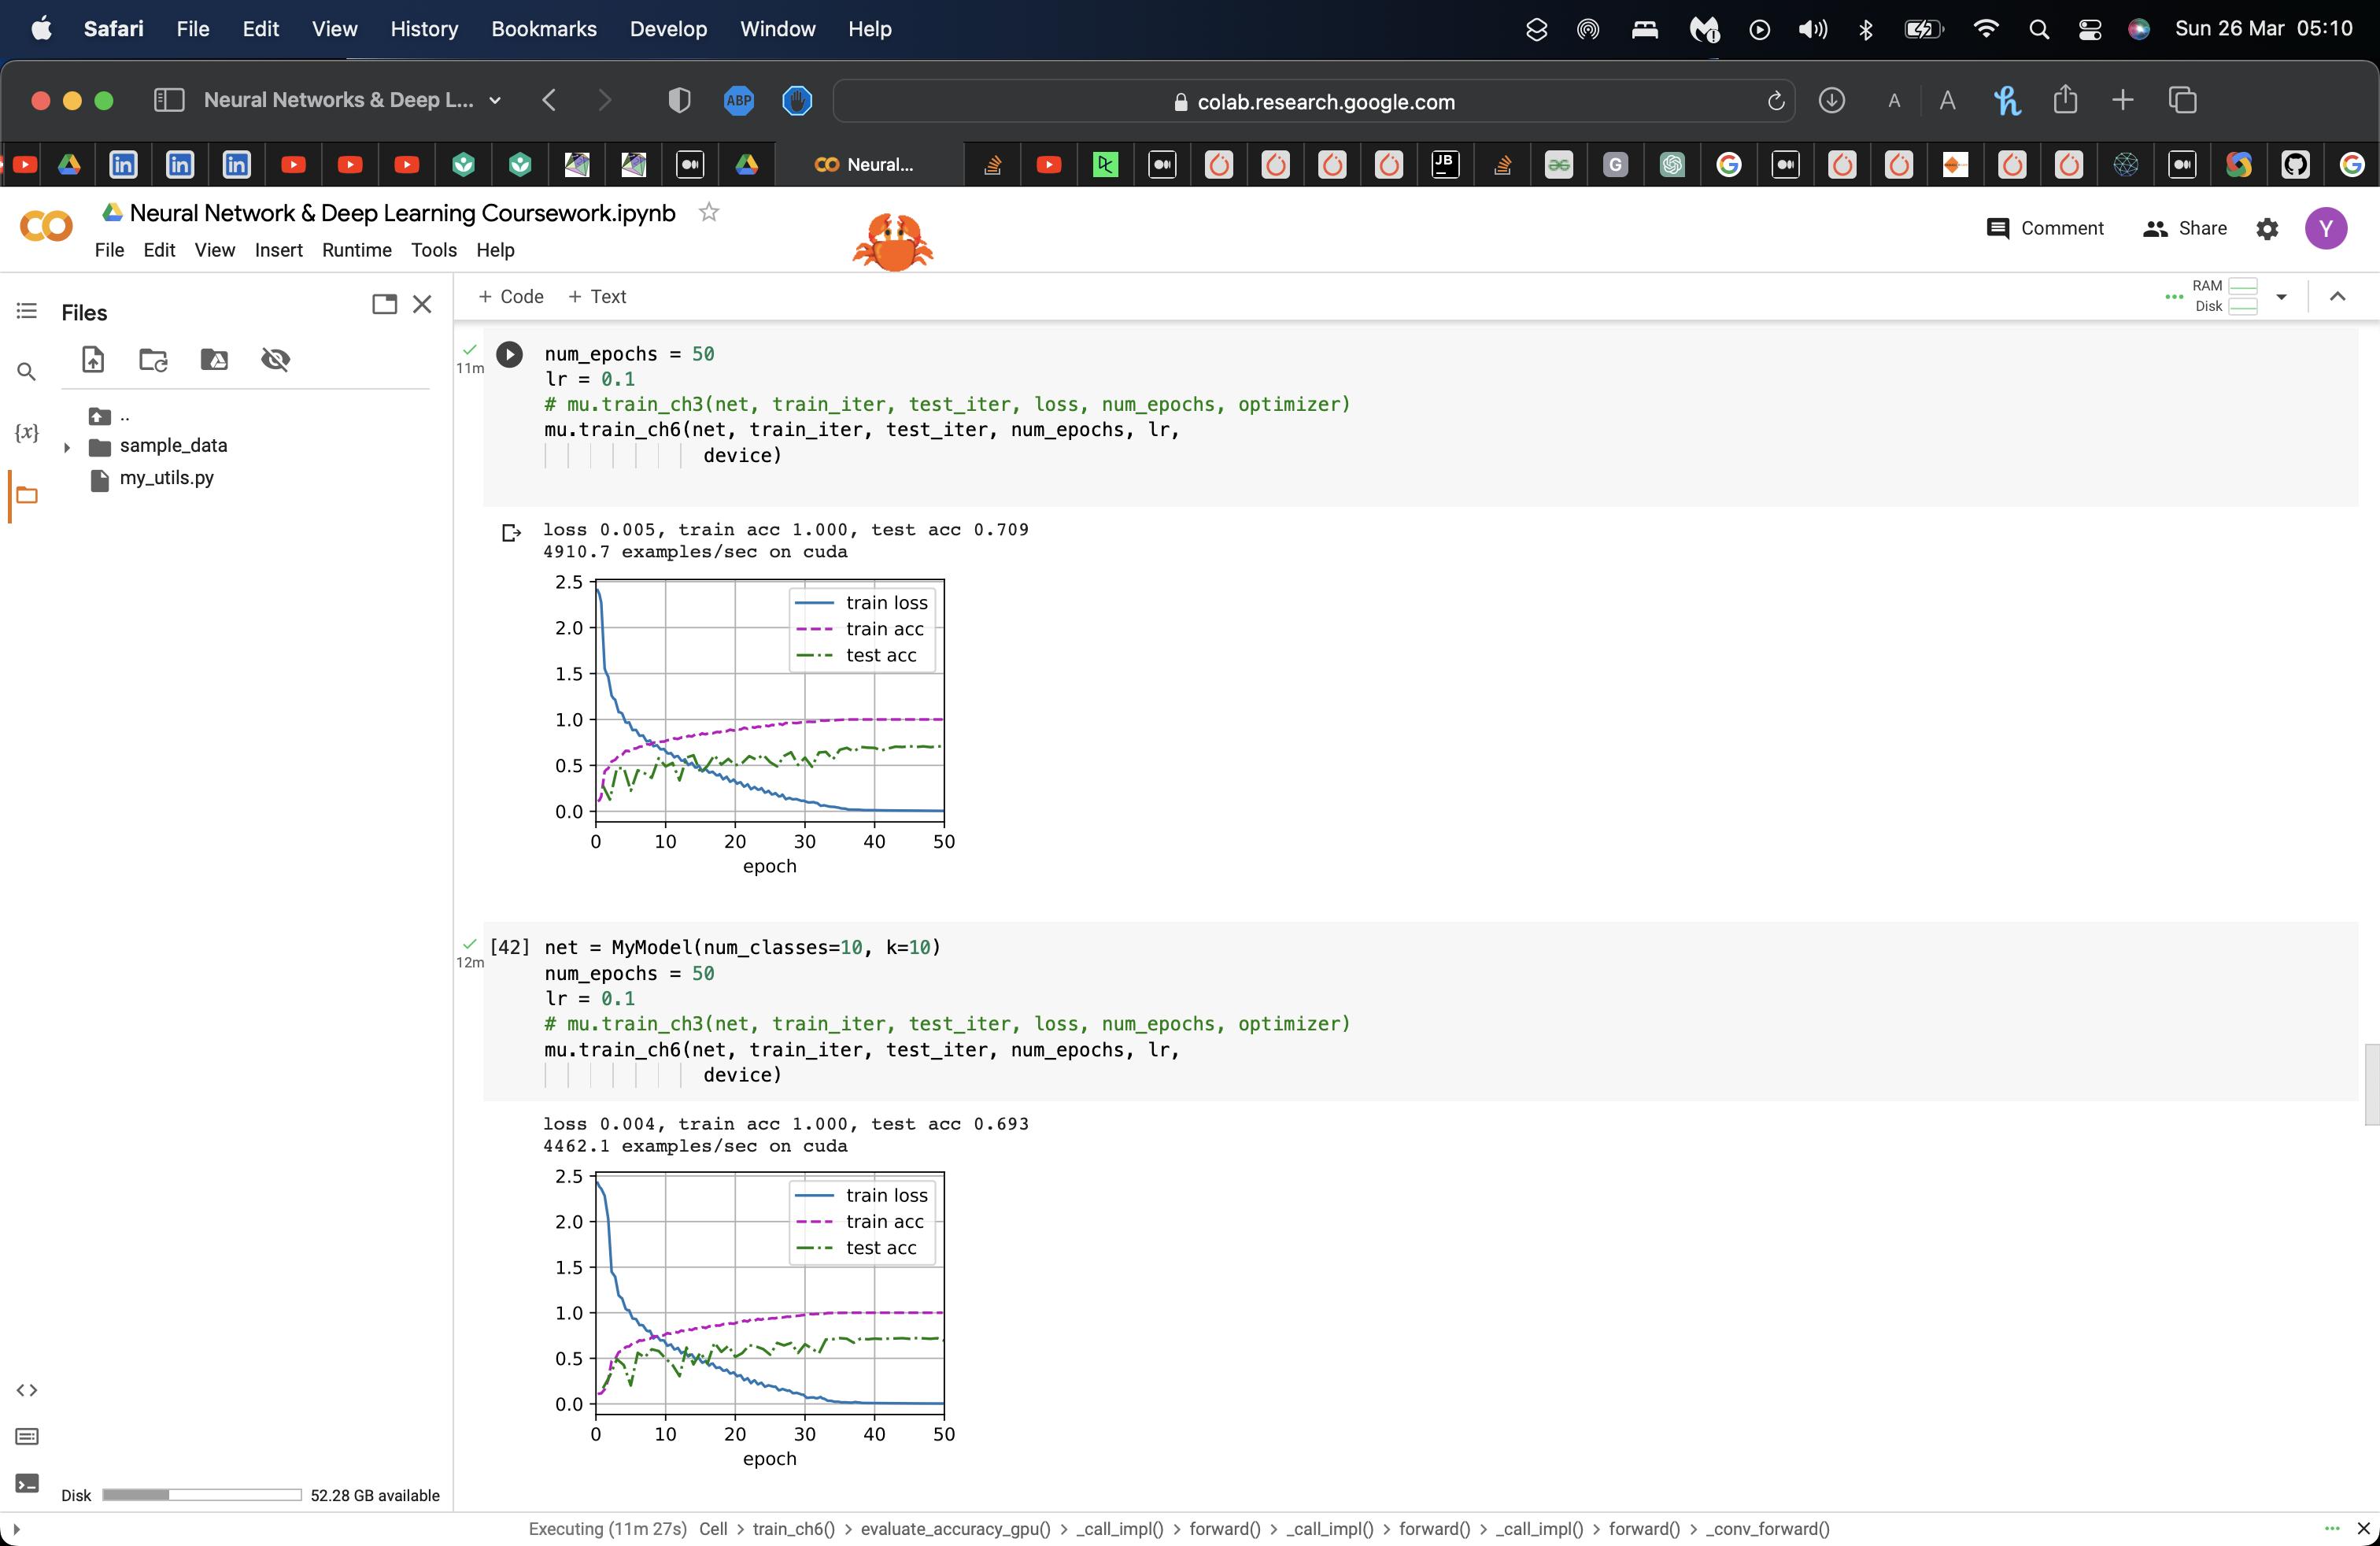 Safari File Edit View History Bookmarks Develop Window Help Sun 26 Mar 05:10
Neural Networks & Deep L... ABP colab.research.google.com A A
Neural... JB G
Neural Network & Deep Learning Coursework.ipynb
Comment Share Y
File Edit View Insert Runtime Tools Help
Files
+ Code + Text
RAM
Disk
..
sample_data
my_utils.py
{x}
11m
num_epochs = 50
lr = 0.1
# mu.train_ch3(net, train_iter, test_iter, loss, num_epochs, optimizer)
mu.train_ch6(net, train_iter, test_iter, num_epochs, lr,
device)
loss 0.005, train acc 1.000, test acc 0.709
4910.7 examples/sec on cuda
2.5
2.0
1.5
1.0
0.5
0.0
train loss
train acc
test acc
0 10 20 30 40 50
epoch
[42] net = MyModel(num_classes=10, k=10)
12m
num_epochs = 50
lr = 0.1
# mu.train_ch3(net, train_iter, test_iter, loss, num_epochs, optimizer)
mu.train_ch6(net, train_iter, test_iter, num_epochs, lr,
device)
loss 0.004, train acc 1.000, test acc 0.693
4462.1 examples/sec on cuda
2.5
2.0
1.5
1.0
0.5
0.0
train loss
train acc
test acc
0 10 20 30 40 50
epoch
Disk 52.28 GB available
Executing (11m 27s) Cell > train_ch6() > evaluate_accuracy_gpu() > _call_impl() > forward() > _call_impl() > forward() > _call_impl() > forward() > _conv_forward()